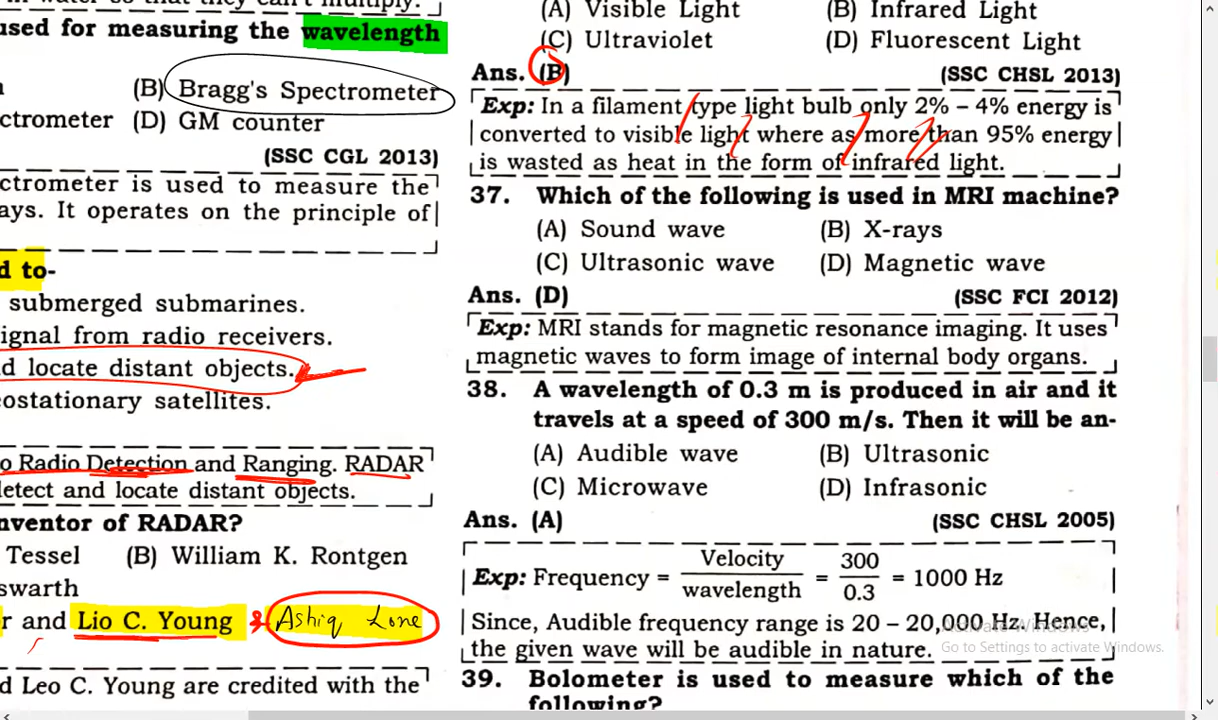 in water so that they can't multiply.
used for measuring the wavelength
(B) Bragg's Spectrometer
ctrometer (D) GM counter
(SSC CGL 2013)
ctrometer is used to measure the
ays. It operates on the principle of
d to-
submerged submarines.
ignal from radio receivers.
d locate distant objects.
eostationary satellites.
o Radio Detection and Ranging. RADAR
detect and locate distant objects.
nventor of RADAR?
Tessel (B) William K. Rontgen
swarth
r and Lio C. Young & Ashiq Lone
d Leo C. Young are credited with the
(A) Visible Light (B) Infrared Light
(C) Ultraviolet (D) Fluorescent Light
Ans. (B) (SSC CHSL 2013)
Exp: In a filament type light bulb only 2% – 4% energy is
converted to visible light where as more than 95% energy
is wasted as heat in the form of infrared light.
37. Which of the following is used in MRI machine?
(A) Sound wave (B) X-rays
(C) Ultrasonic wave (D) Magnetic wave
Ans. (D) (SSC FCI 2012)
Exp: MRI stands for magnetic resonance imaging. It uses
magnetic waves to form image of internal body organs.
38. A wavelength of 0.3 m is produced in air and it
travels at a speed of 300 m/s. Then it will be an-
(A) Audible wave (B) Ultrasonic
(C) Microwave (D) Infrasonic
Ans. (A) (SSC CHSL 2005)
Exp: Frequency = Velocity / wavelength = 300 / 0.3 = 1000 Hz
Since, Audible frequency range is 20 – 20,000 Hz. Hence,
the given wave will be audible in nature.
39. Bolometer is used to measure which of the
following?
Activate Windows
Go to Settings to activate Windows.